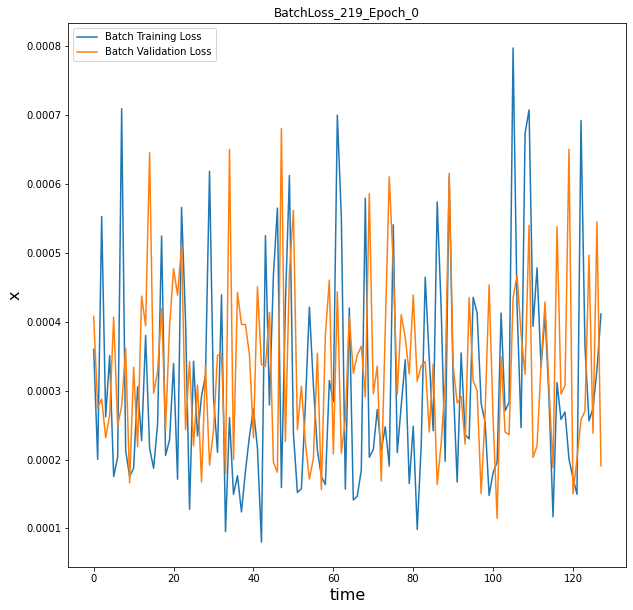 BatchLoss_219_Epoch_0
Batch Training Loss
Batch Validation Loss
0.0008
0.0007
0.0006
0.0005
0.0004
0.0003
0.0002
0.0001
x
0 20 40 60 80 100 120
time